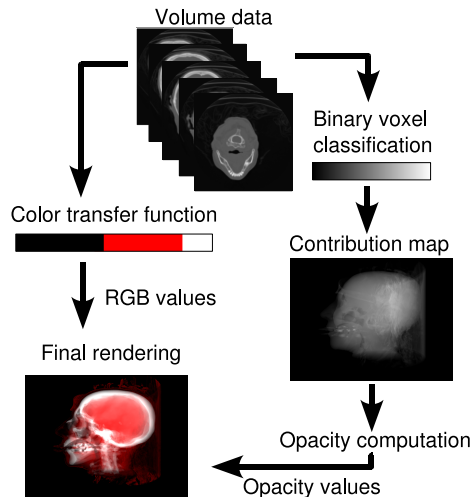 Volume data
Binary voxel
classification
Color transfer function
Contribution map
RGB values
Final rendering
Opacity computation
Opacity values